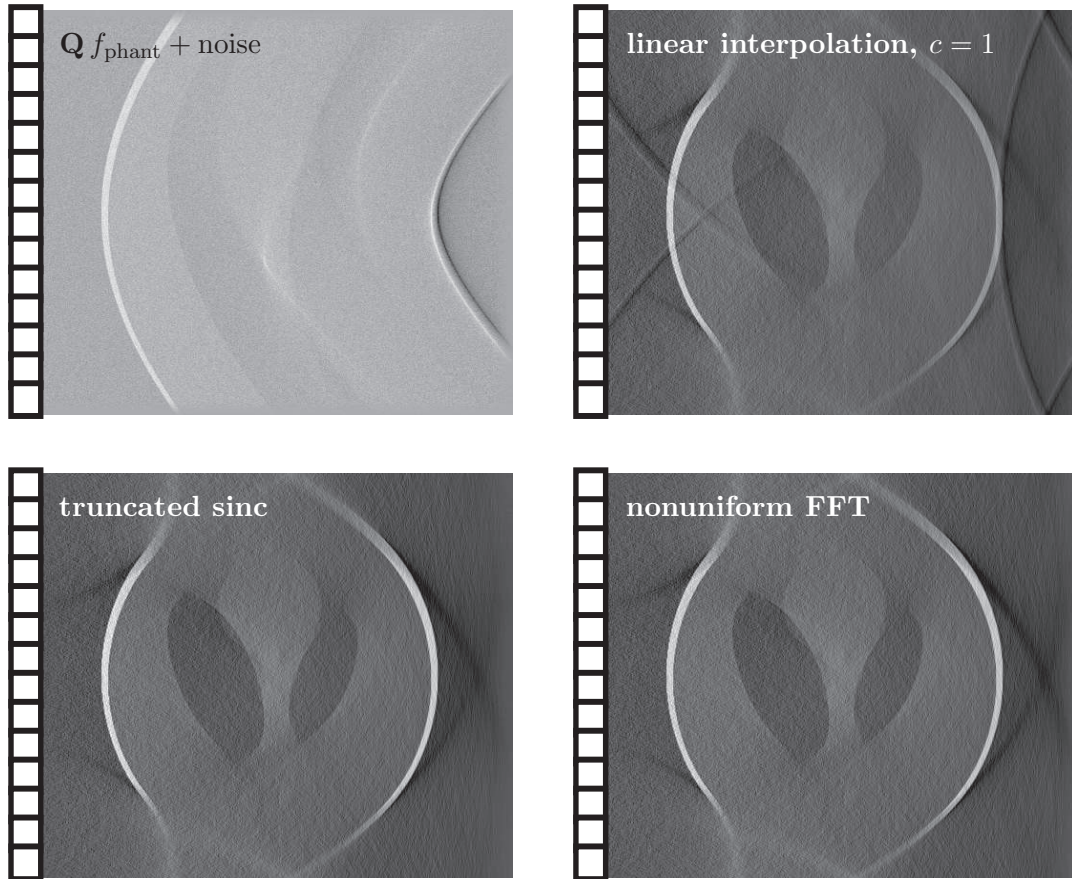 Q f_phant + noise
linear interpolation, c = 1
truncated sinc
nonuniform FFT